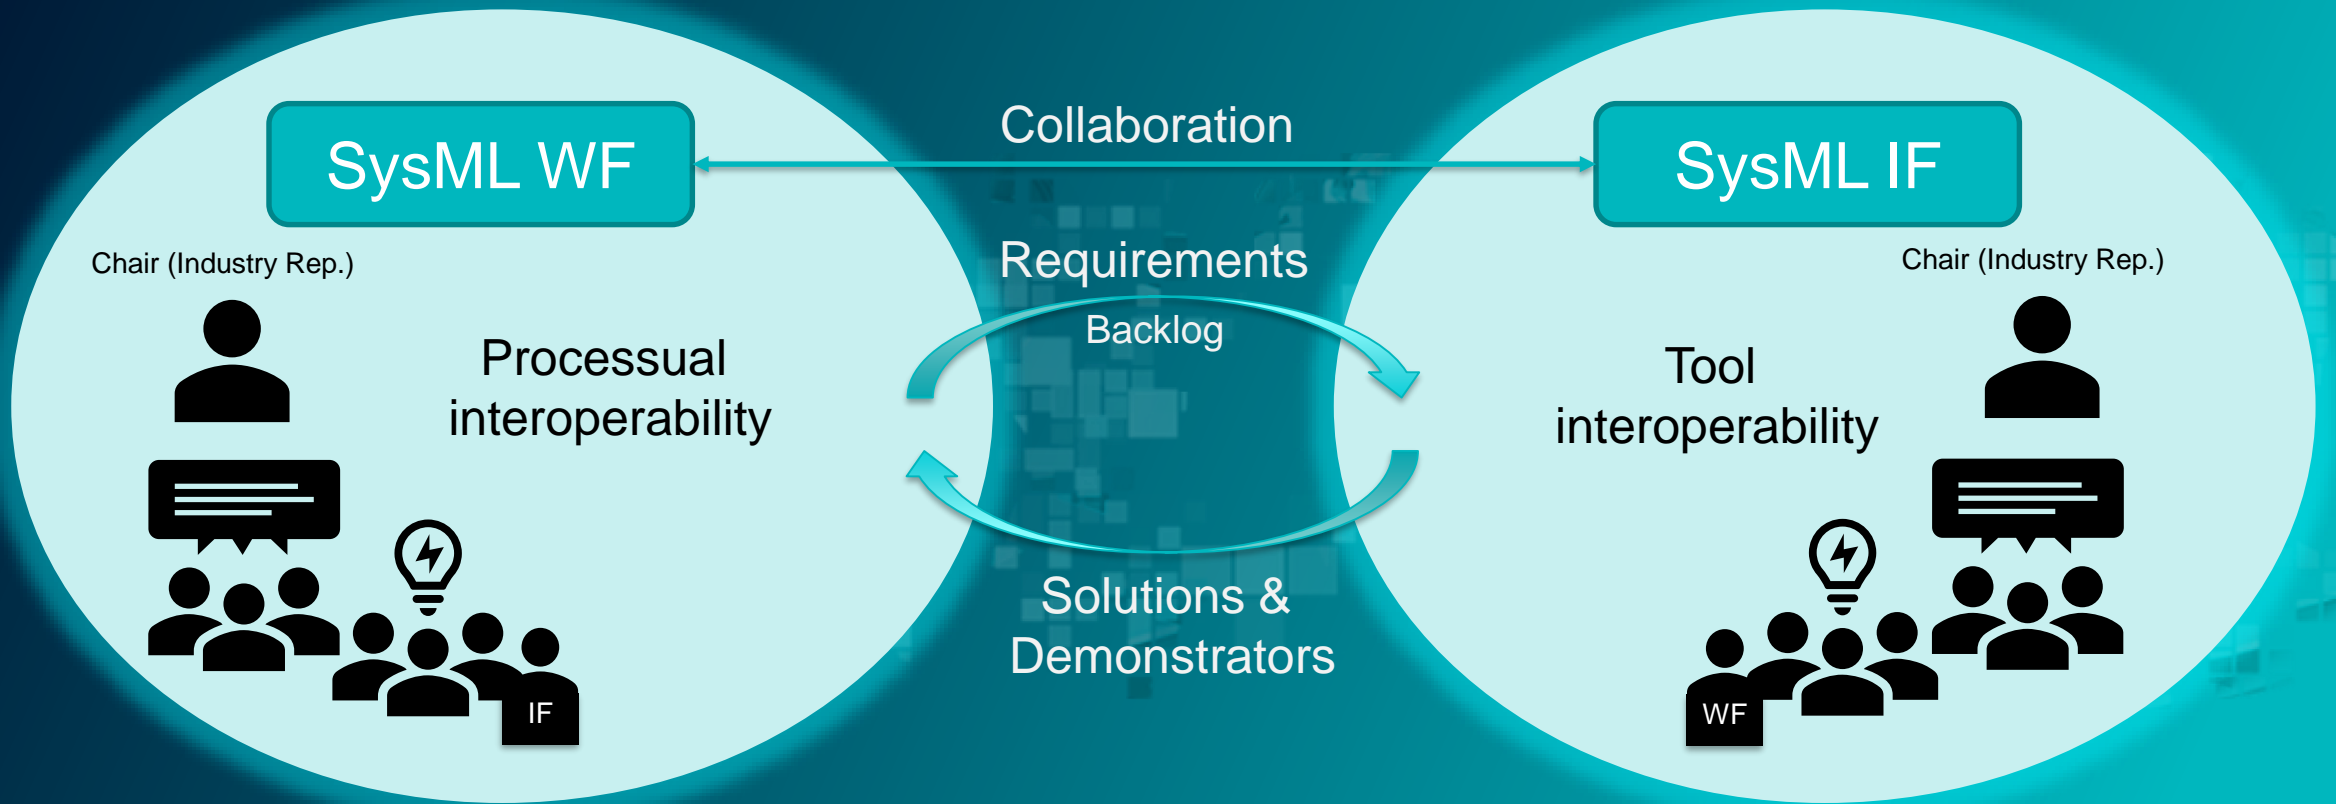 SysML WF
Collaboration
SysML IF
Chair (Industry Rep.)
Requirements
Chair (Industry Rep.)
Backlog
Processual
interoperability
Tool
interoperability
Solutions &
Demonstrators
IF
WF